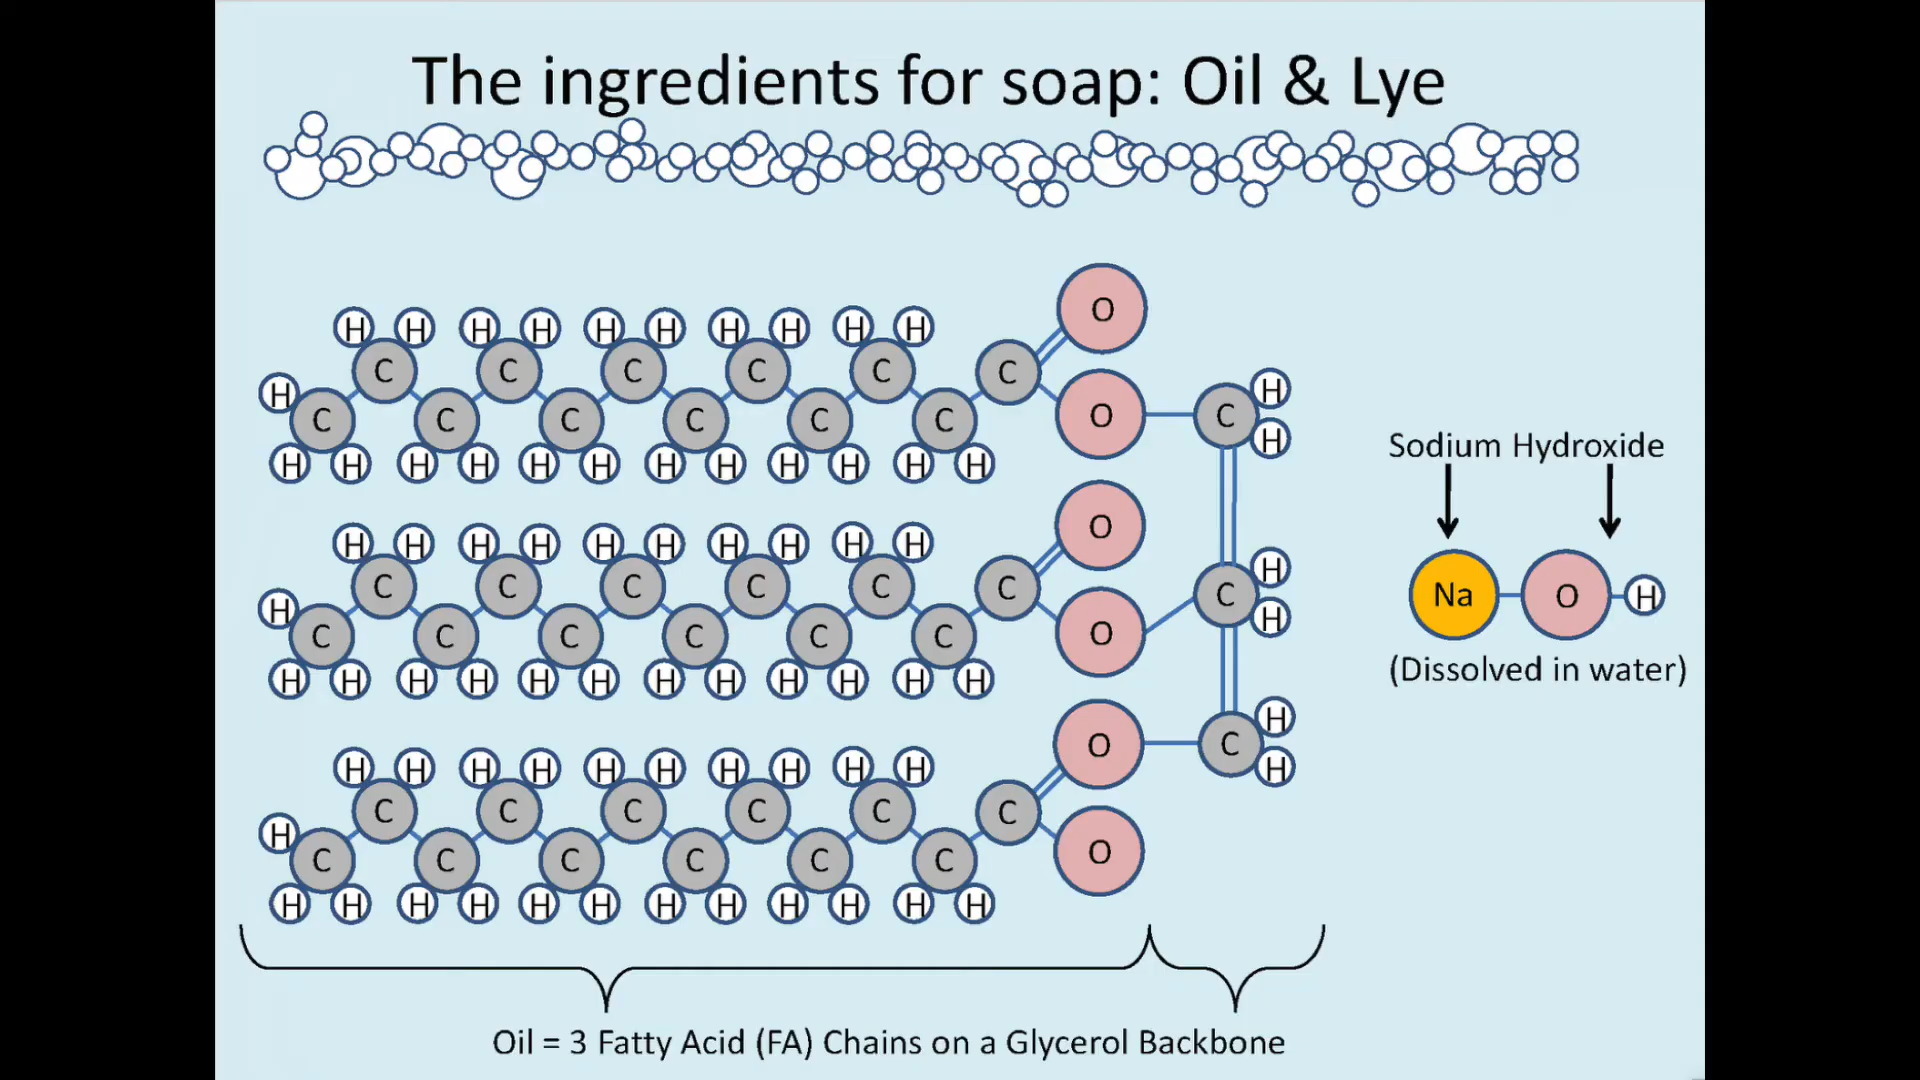 The ingredients for soap: Oil & Lye
H H H H H H H H H H O
C C C C C C
H C C C C C C O C H
H
H H H H H H H H H H H H
Sodium Hydroxide
H H H H H H H H H H O
C C C C C C C H
H
H C C C C C C O
Na O H
H H H H H H H H H H H H
(Dissolved in water)
O C H
H
H H H H H H H H H H
C C C C C C
H C C C C C C O
H H H H H H H H H H H H
Oil = 3 Fatty Acid (FA) Chains on a Glycerol Backbone